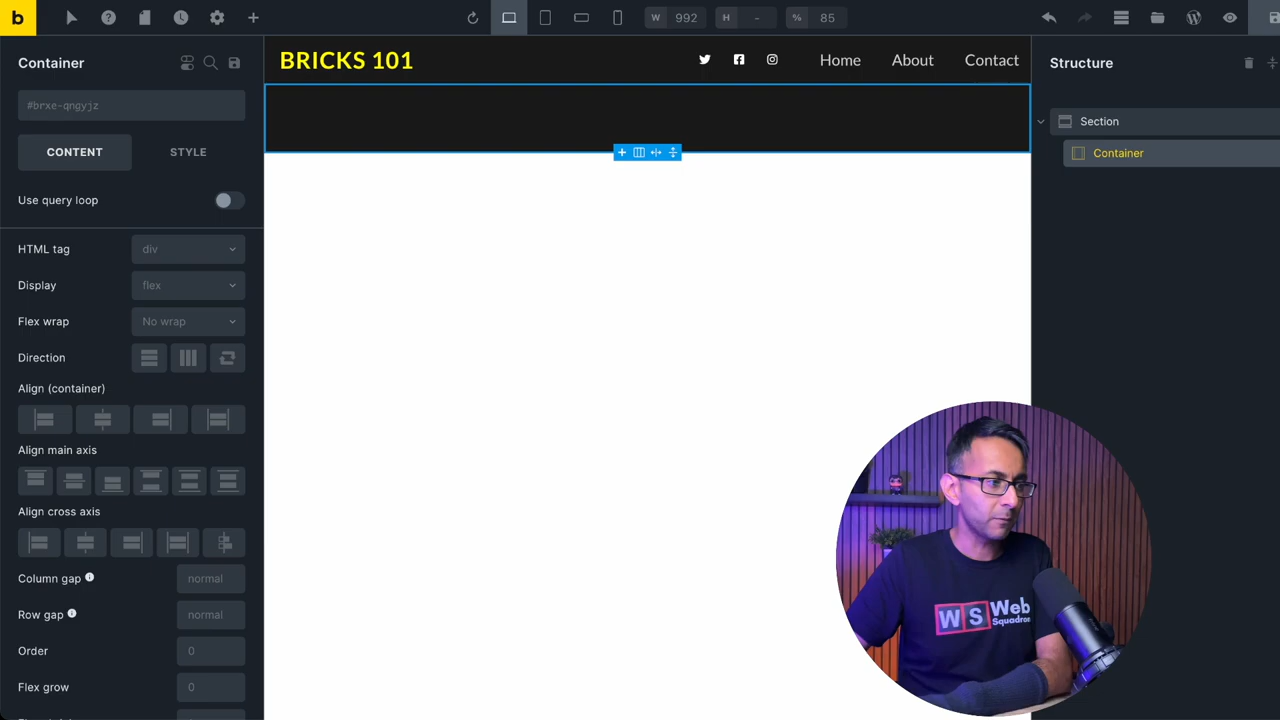 b
W 992 H - % 85
Container
#brxe-qngyjz
CONTENT STYLE
Use query loop
HTML tag div
Display flex
Flex wrap No wrap
Direction
Align (container)
Align main axis
Align cross axis
Column gap normal
Row gap normal
Order 0
Flex grow 0
BRICKS 101
Home About Contact
Structure
Section
Container
WS Web
Squadron